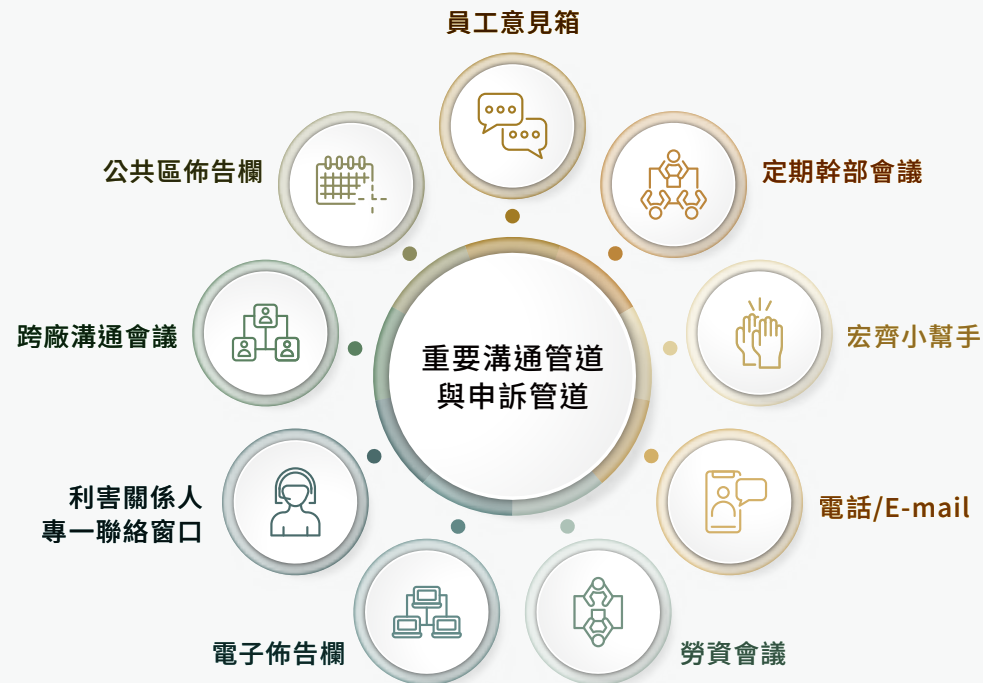 員工意見箱
公共區佈告欄
定期幹部會議
跨廠溝通會議
宏齊小幫手
重要溝通管道
與申訴管道
利害關係人
專一聯絡窗口
電話/E-mail
電子佈告欄
勞資會議